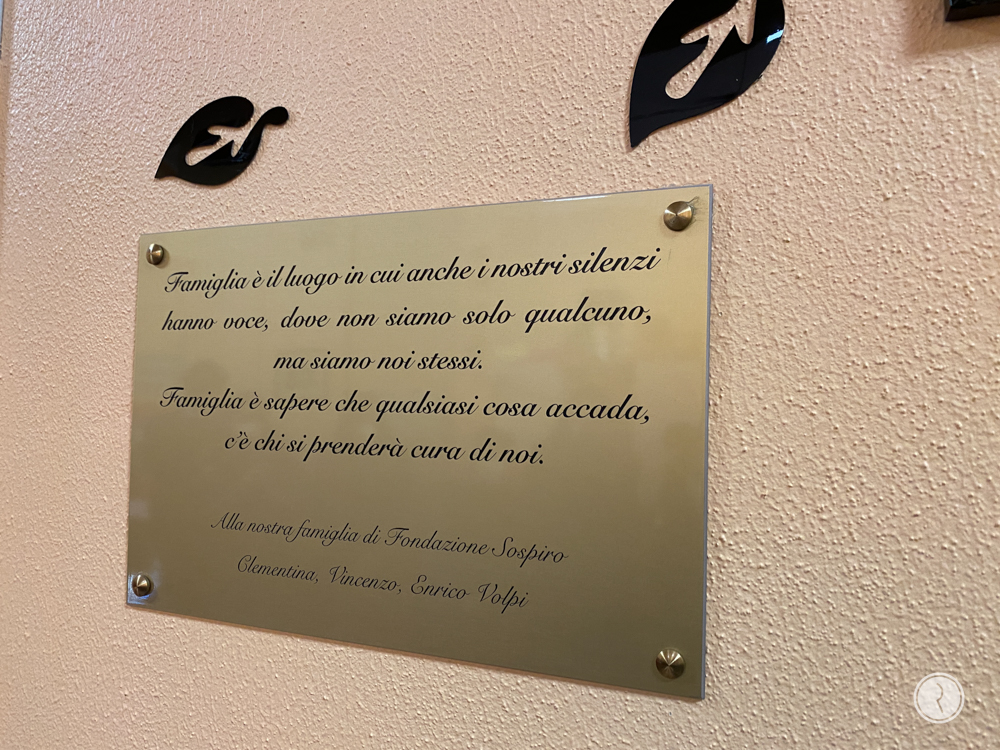 Famiglia è il luogo in cui anche i nostri silenzi
hanno voce, dove non siamo solo qualcuno,
ma siamo noi stessi.
Famiglia è sapere che qualsiasi cosa accada,
c'è chi si prenderà cura di noi.
Alla nostra famiglia di Fondazione Sospiro
Clementina, Vincenzo, Enrico Volpi